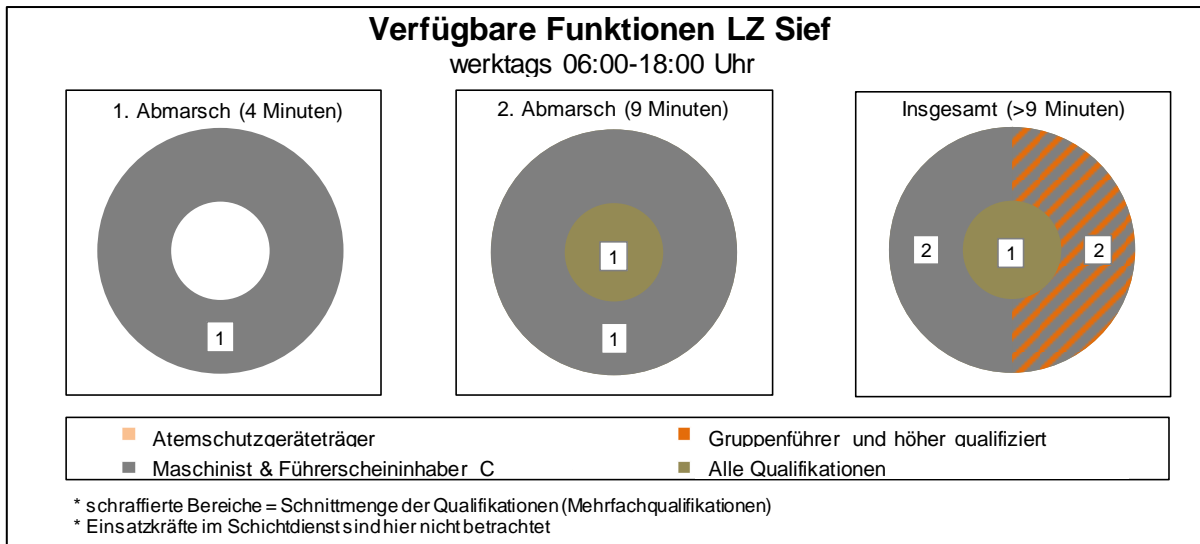 Verfügbare Funktionen LZ Sief
werktags 06:00-18:00 Uhr
1. Abmarsch (4 Minuten)
1
2. Abmarsch (9 Minuten)
1
1
Insgesamt (>9 Minuten)
2
1
2
Atemschutzgeräteträger
Gruppenführer und höher qualifiziert
Maschinist & Führerscheininhaber C
Alle Qualifikationen
* schraffierte Bereiche = Schnittmenge der Qualifikationen (Mehrfachqualifikationen)
* Einsatzkräfte im Schichtdienst sind hier nicht betrachtet